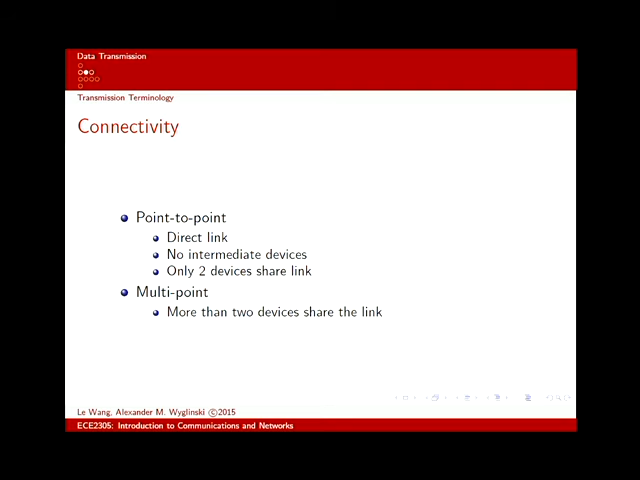 Data Transmission
Transmission Terminology
Connectivity
Point-to-point
Direct link
No intermediate devices
Only 2 devices share link
Multi-point
More than two devices share the link
Le Wang, Alexander M. Wyglinski ©2015
ECE2305: Introduction to Communications and Networks